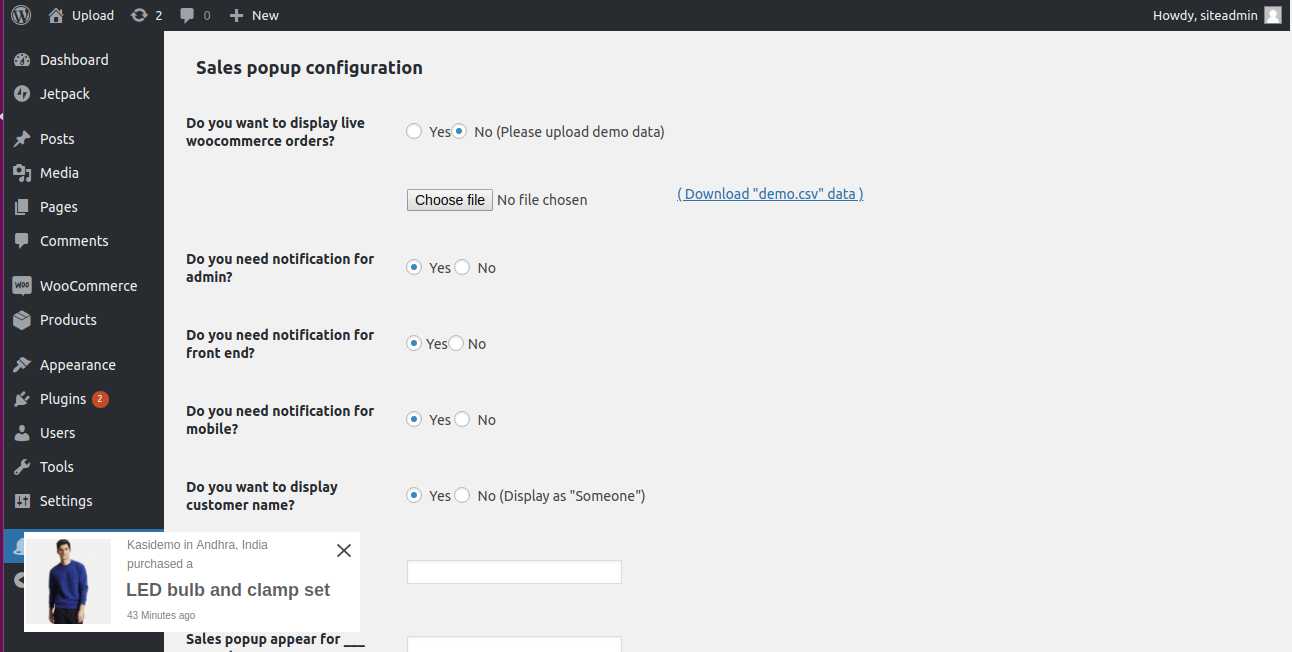 Upload 2 0 New Howdy, siteadmin
Dashboard
Jetpack
Posts
Media
Pages
Comments
WooCommerce
Products
Appearance
Plugins 2
Users
Tools
Settings
Sales popup configuration
Do you want to display live
woocommerce orders?
Yes No (Please upload demo data)
Choose file No file chosen
( Download "demo.csv" data )
Do you need notification for
admin?
Yes No
Do you need notification for
front end?
Yes No
Do you need notification for
mobile?
Yes No
Do you want to display
customer name?
Yes No (Display as "Someone")
Kasidemo in Andhra, India
purchased a
LED bulb and clamp set
43 Minutes ago
Sales popup appear for ___